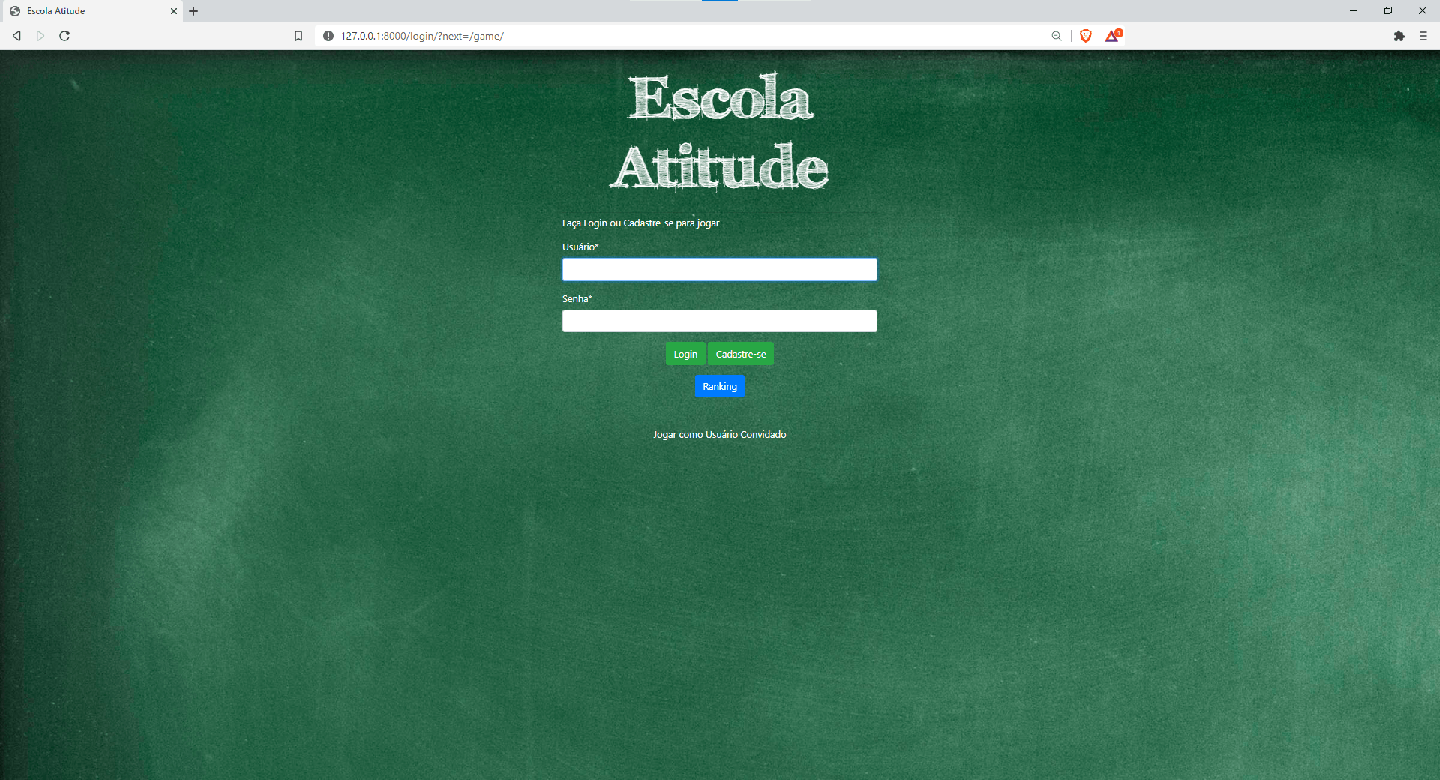 Escola Atitude
127.0.0.1:8000/login/?next=/game/
1
Escola
Atitude
Faça Login ou Cadastre-se para jogar
Usuário*
Senha*
Login Cadastre-se
Ranking
Jogar como Usuário Convidado